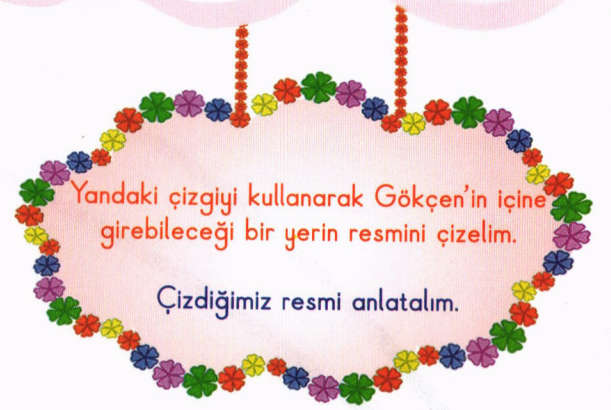 Yandaki çizgiyi kullanarak Gökçen'in içine
girebileceği bir yerin resmini çizelim.
Çizdiğimiz resmi anlatalım.